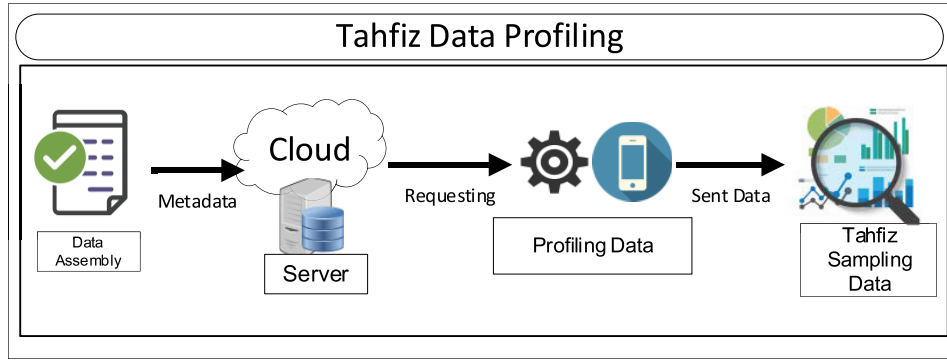 Tahfiz Data Profiling
Cloud
Metadata
Requesting
Sent Data
Data
Assembly
Server
Profiling Data
Tahfiz
Sampling
Data